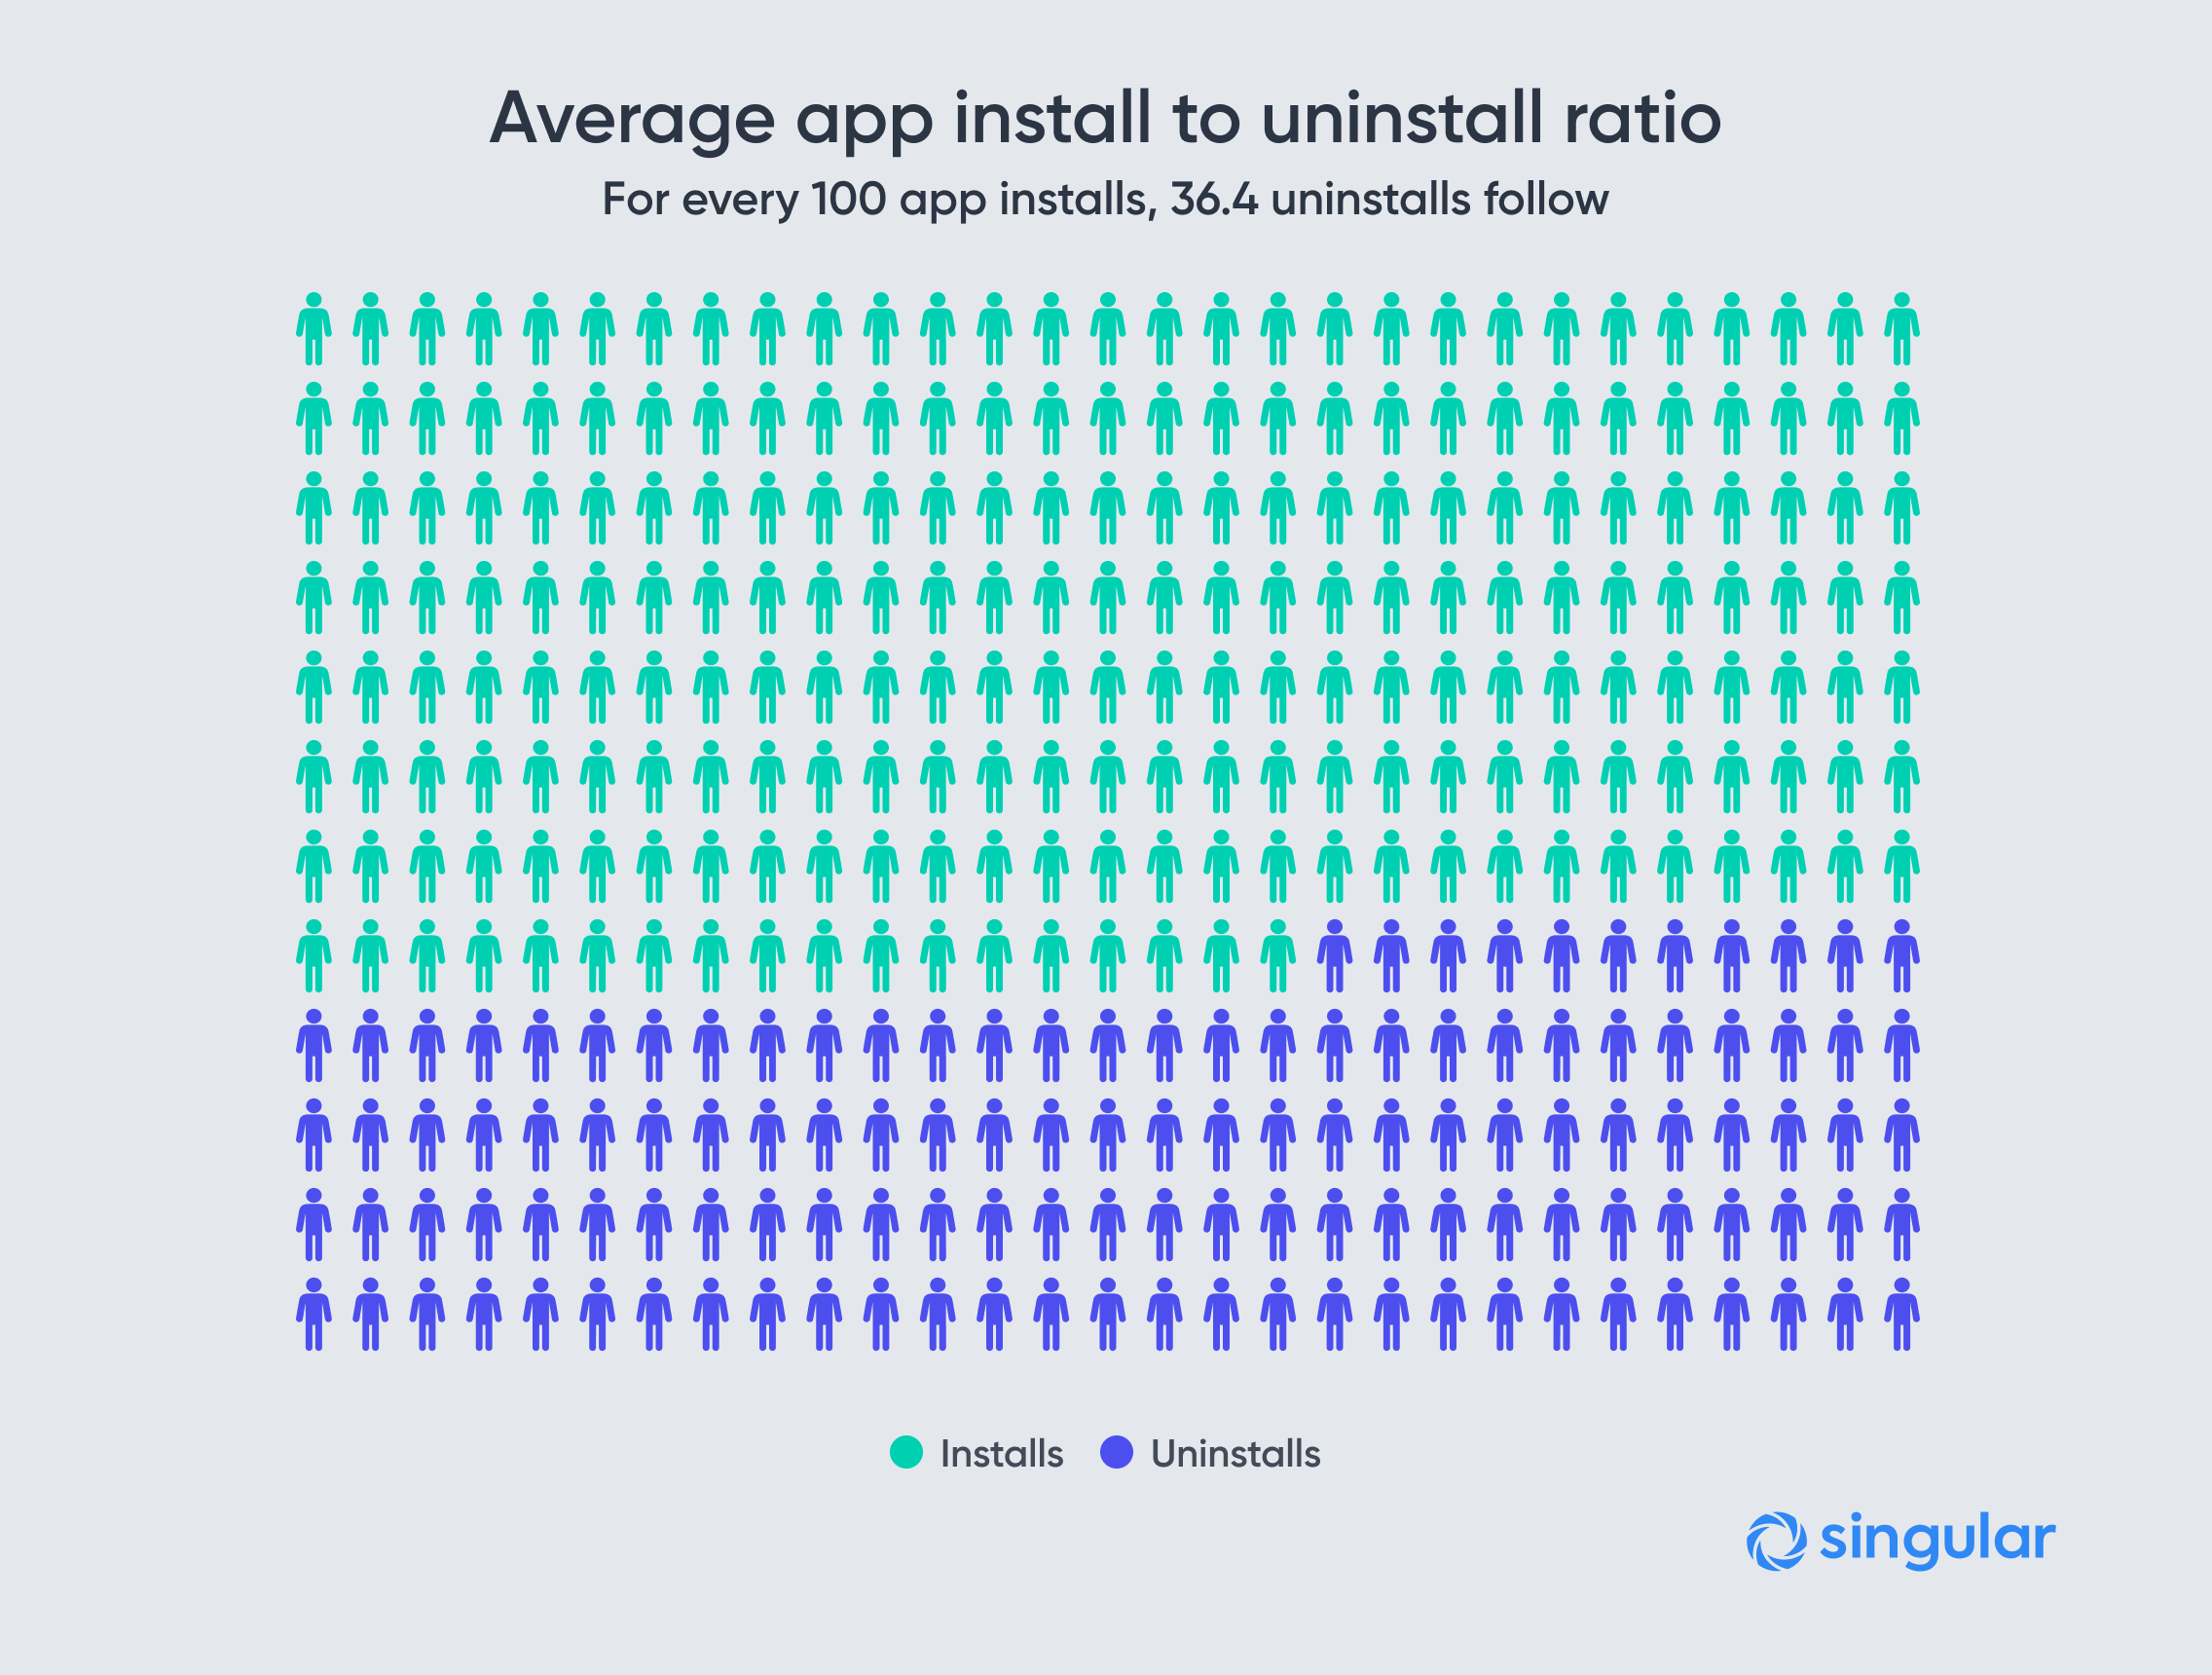 Average app install to uninstall ratio
For every 100 app installs, 36.4 uninstalls follow
Installs
Uninstalls
singular